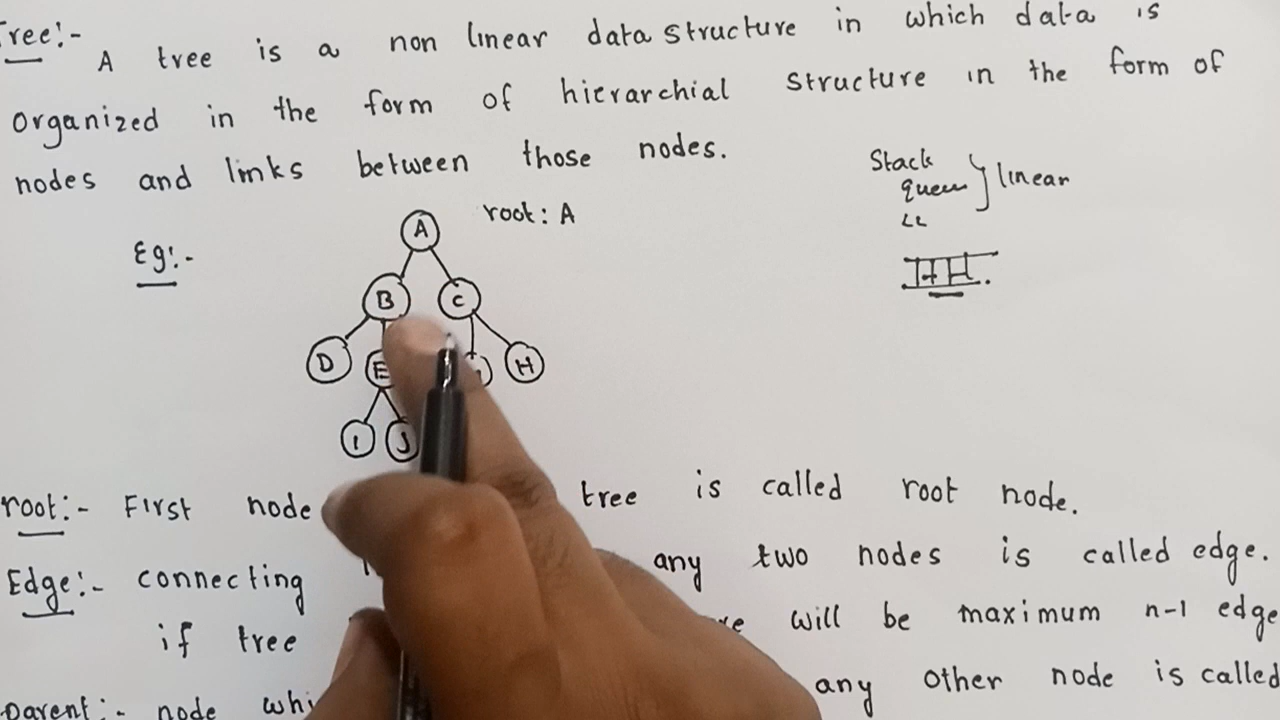 Tree:-
A tree is a non linear data structure in which data is
organized in the form of hierarchial structure in the form of
nodes and links between those nodes.
Stack
linear
LL
Eg:-
root: A
A
B C
D E H
I J
root:- First node tree is called root node.
Edge:- connecting any two nodes is called edge.
if tree will be maximum n-1 edge
parent:- node any other node is called